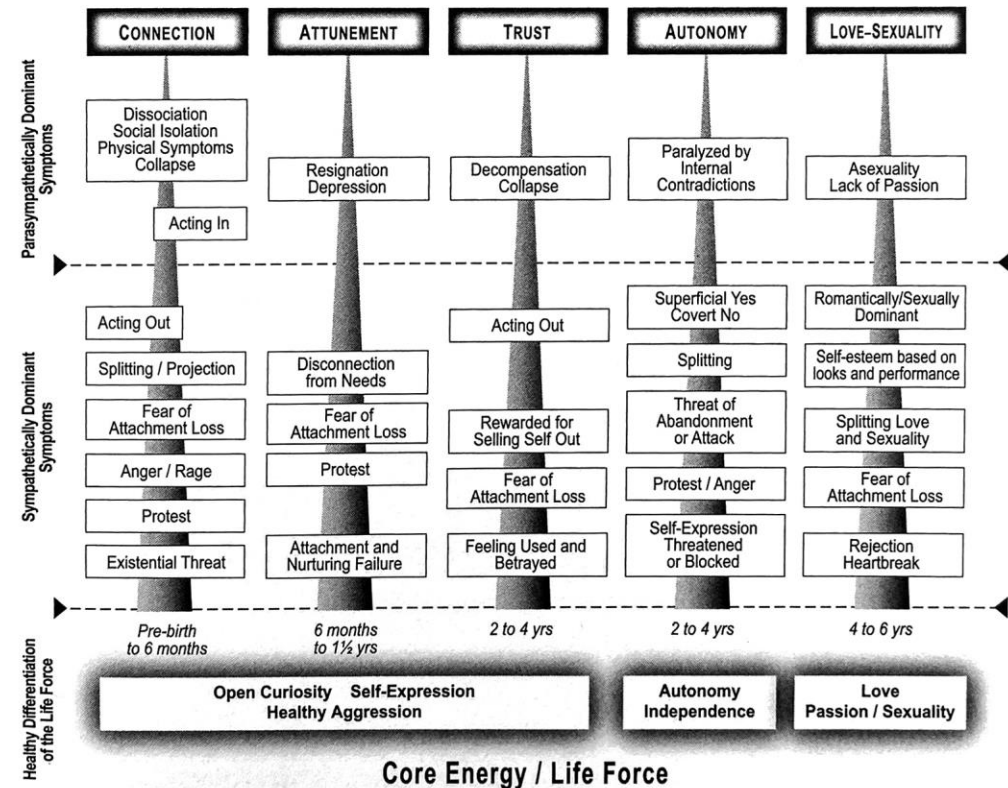 CONNECTION
ATTUNEMENT
TRUST
AUTONOMY
LOVE–SEXUALITY
Parasympathetically Dominant
Symptoms
Dissociation
Social Isolation
Physical Symptoms
Collapse
Acting In
Resignation
Depression
Decompensation
Collapse
Paralyzed by
Internal
Contradictions
Asexuality
Lack of Passion
Sympathetically Dominant
Symptoms
Acting Out
Splitting / Projection
Fear of
Attachment Loss
Anger / Rage
Protest
Existential Threat
Disconnection
from Needs
Fear of
Attachment Loss
Protest
Attachment and
Nurturing Failure
Acting Out
Rewarded for
Selling Self Out
Fear of
Attachment Loss
Feeling Used and
Betrayed
Superficial Yes
Covert No
Splitting
Threat of
Abandonment
or Attack
Protest / Anger
Self-Expression
Threatened
or Blocked
Romantically/Sexually
Dominant
Self-esteem based on
looks and performance
Splitting Love
and Sexuality
Fear of
Attachment Loss
Rejection
Heartbreak
Pre-birth
to 6 months
6 months
to 1½ yrs
2 to 4 yrs
2 to 4 yrs
4 to 6 yrs
Healthy Differentiation
of the Life Force
Open Curiosity Self-Expression
Healthy Aggression
Autonomy
Independence
Love
Passion / Sexuality
Core Energy / Life Force